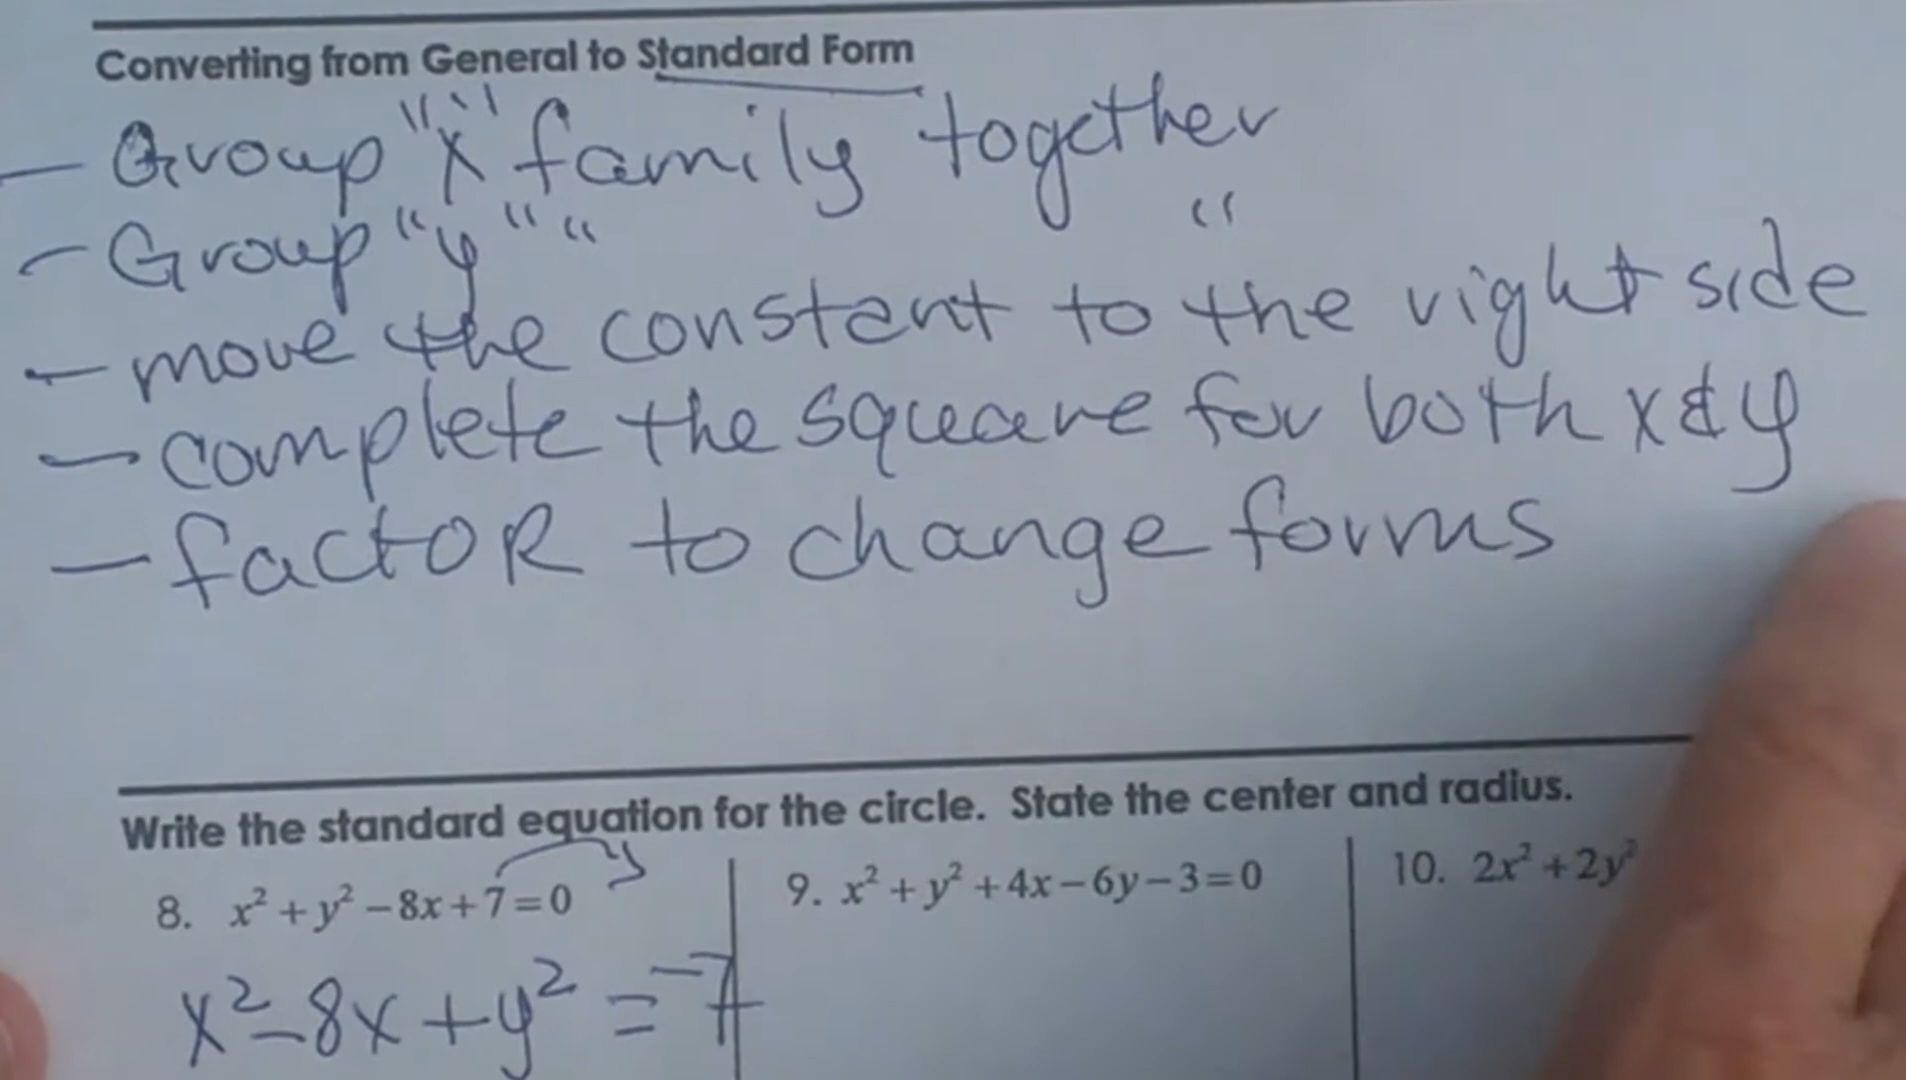 Converting from General to Standard Form
- Group "x" family together
- Group "y" " "
- move the constant to the right side
- complete the square for both x & y
- factoR to change forms
Write the standard equation for the circle. State the center and radius.
8. x² + y² − 8x + 7 = 0
9. x² + y² + 4x − 6y − 3 = 0
10. 2x² + 2y²
x² − 8x + y² = −7